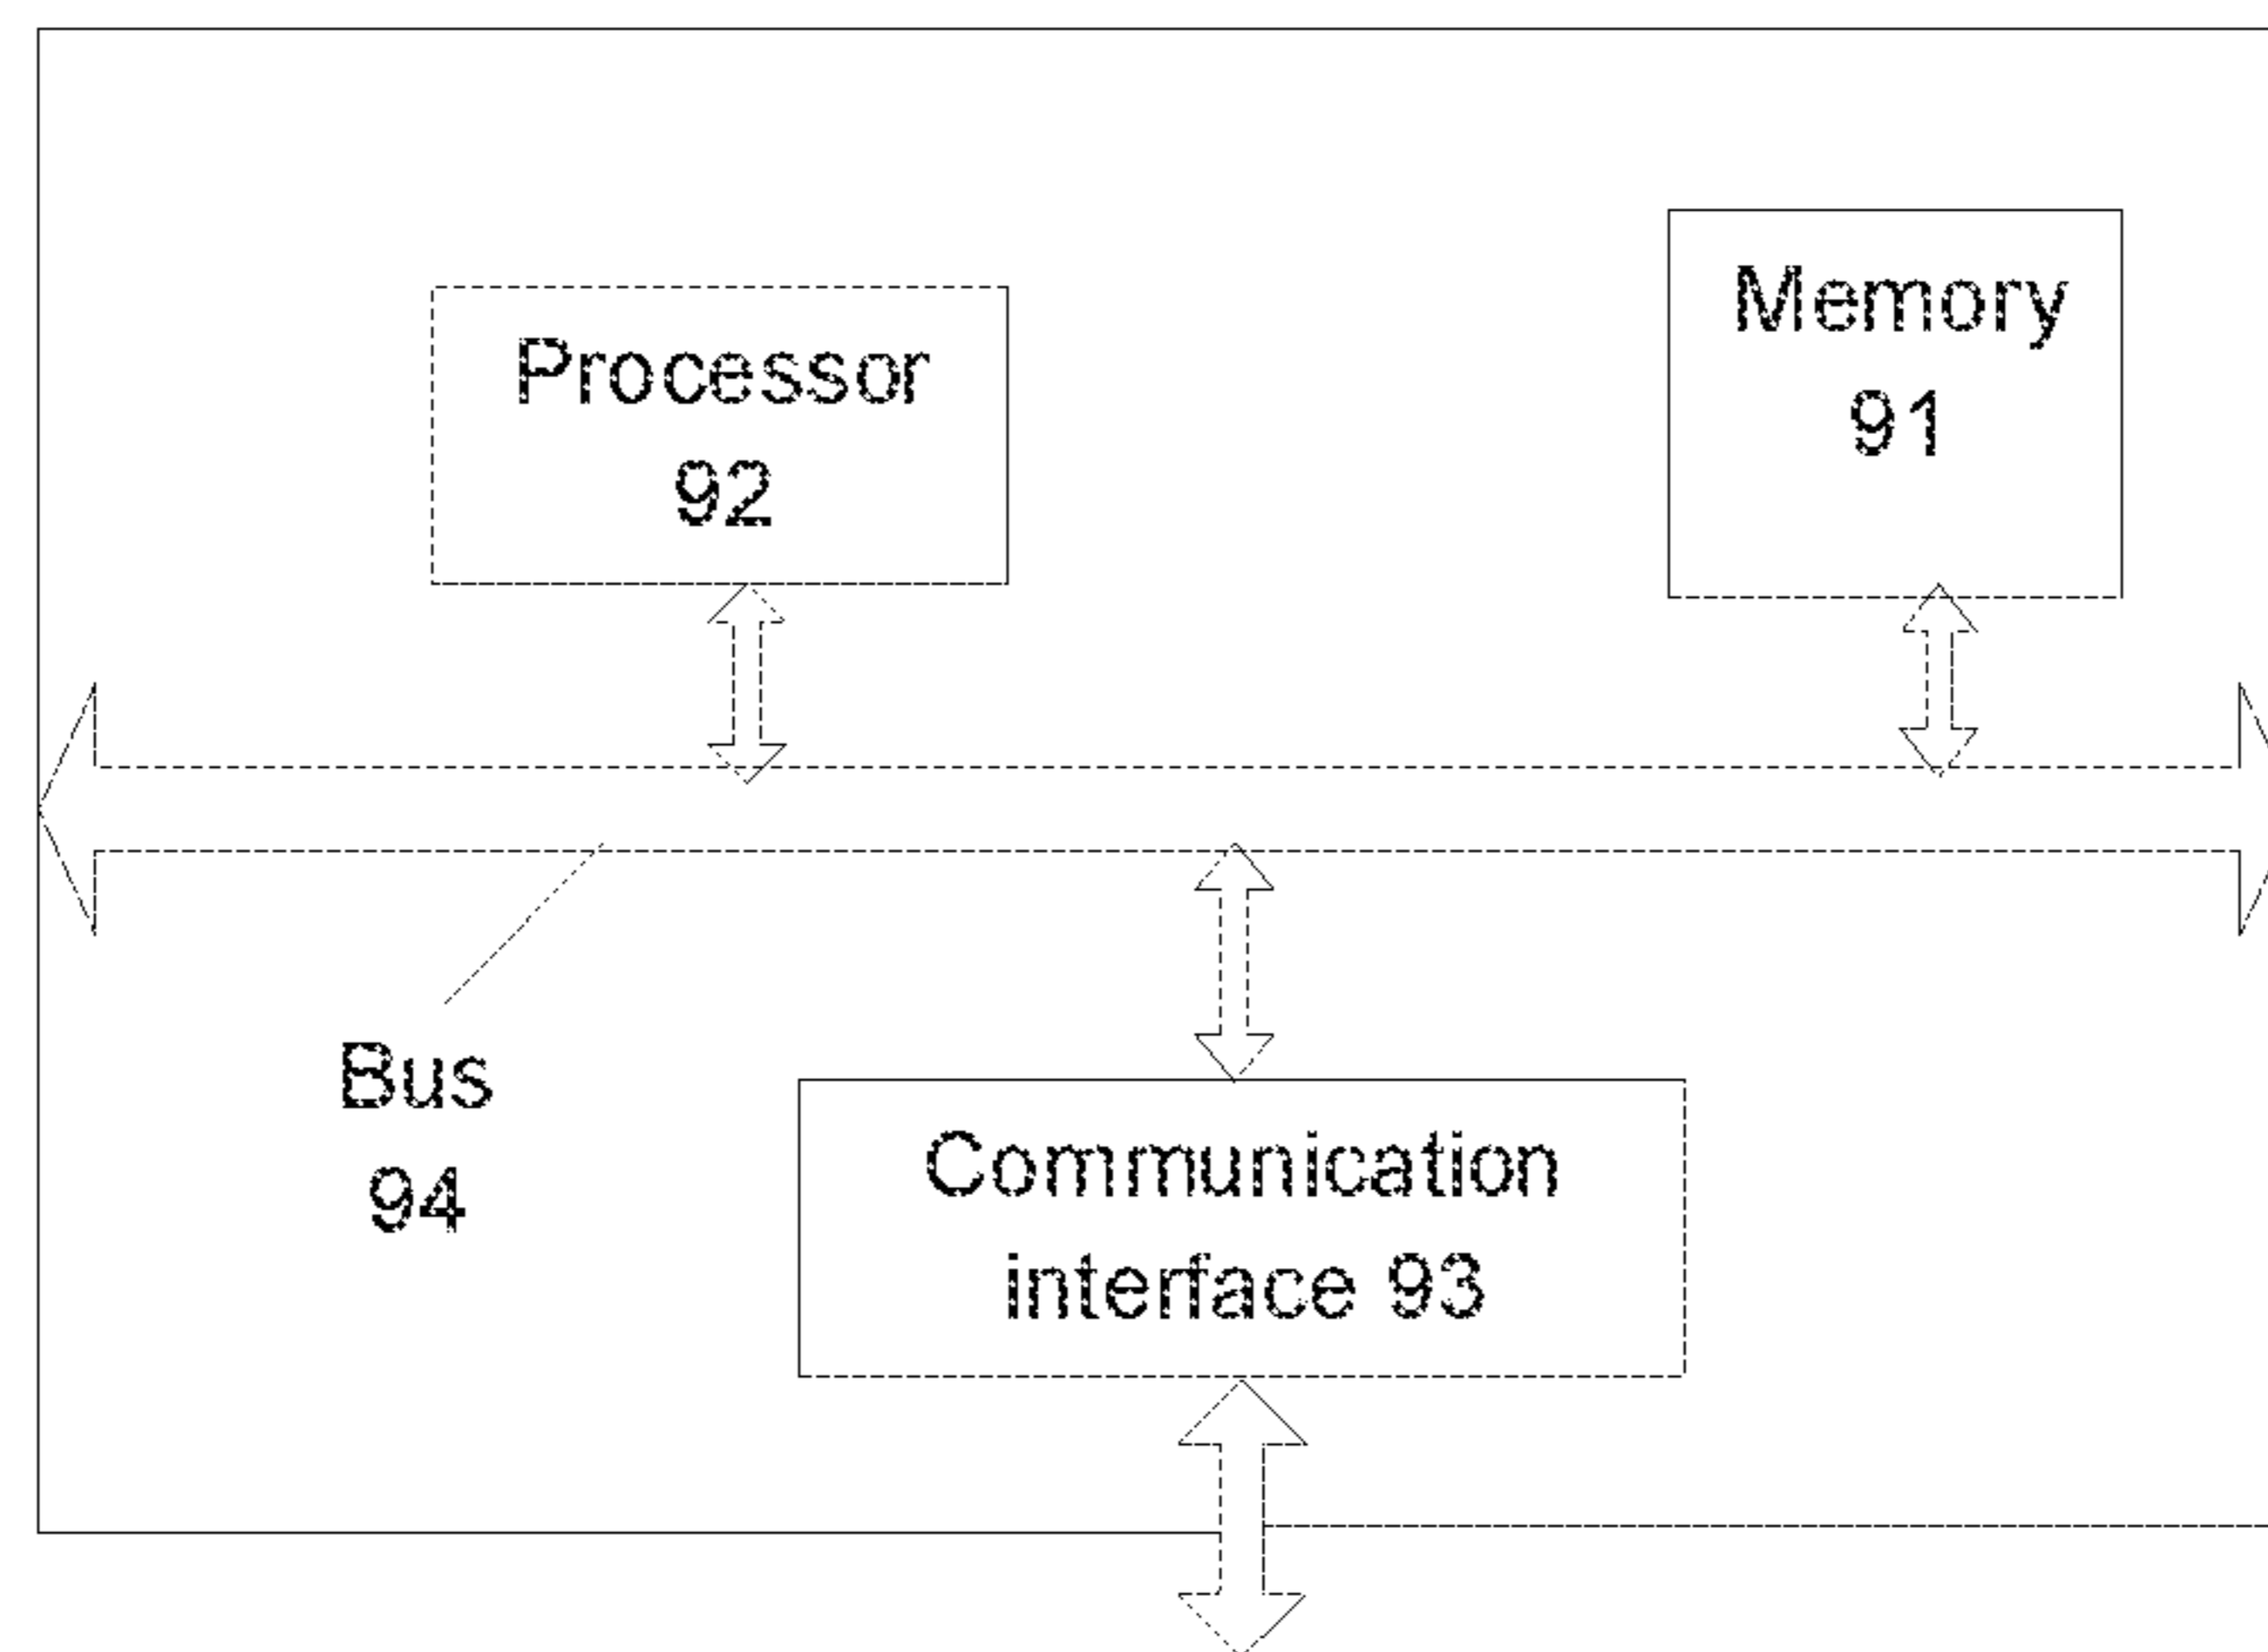 Memory
91
Processor
92
Bus
94
Communication
interface 93